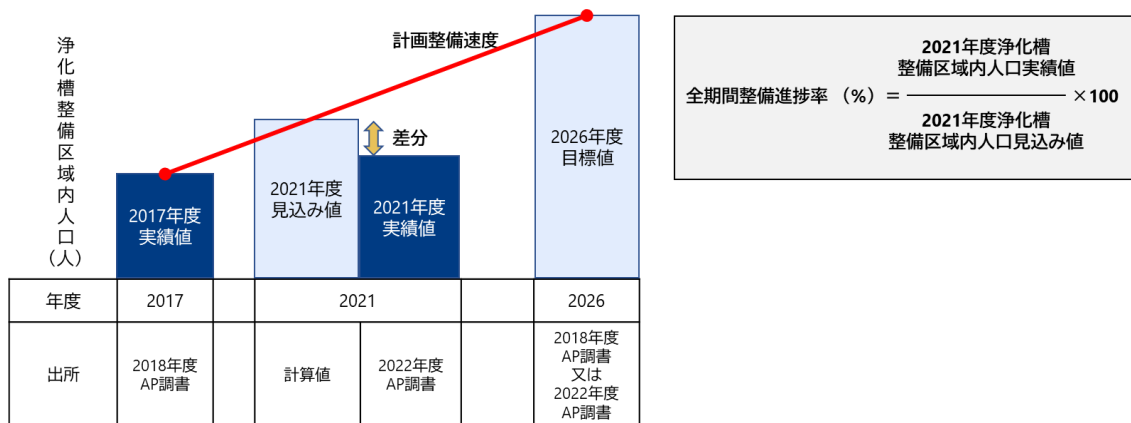 浄化槽整備区域内人口(人)
計画整備速度
差分
2017年度
実績値
2021年度
見込み値
2021年度
実績値
2026年度
目標値
年度
2017
2021
2026
出所
2018年度
AP調書
計算値
2022年度
AP調書
2018年度
AP調書
又は
2022年度
AP調書
2021年度浄化槽
整備区域内人口実績値
全期間整備進捗率 (%)= ×100
2021年度浄化槽
整備区域内人口見込み値